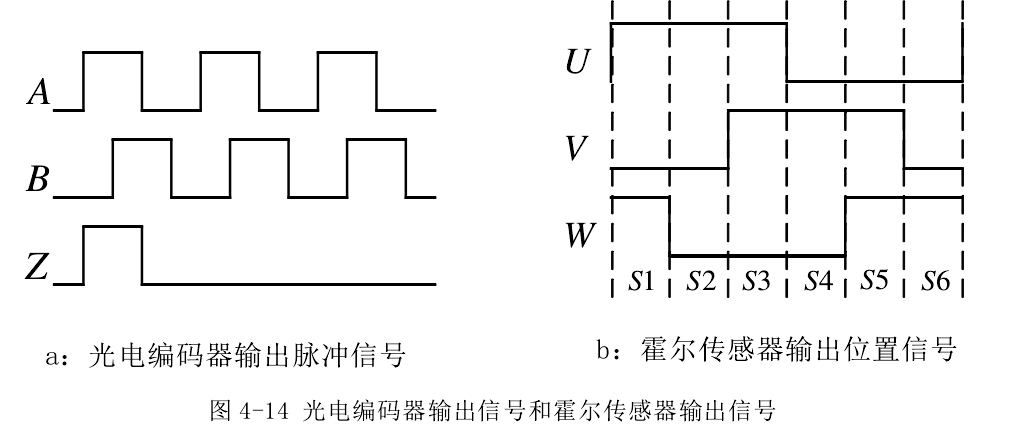 A
B
Z
a：光电编码器输出脉冲信号
U
V
W
S1 S2 S3 S4 S5 S6
b：霍尔传感器输出位置信号
图 4-14 光电编码器输出信号和霍尔传感器输出信号